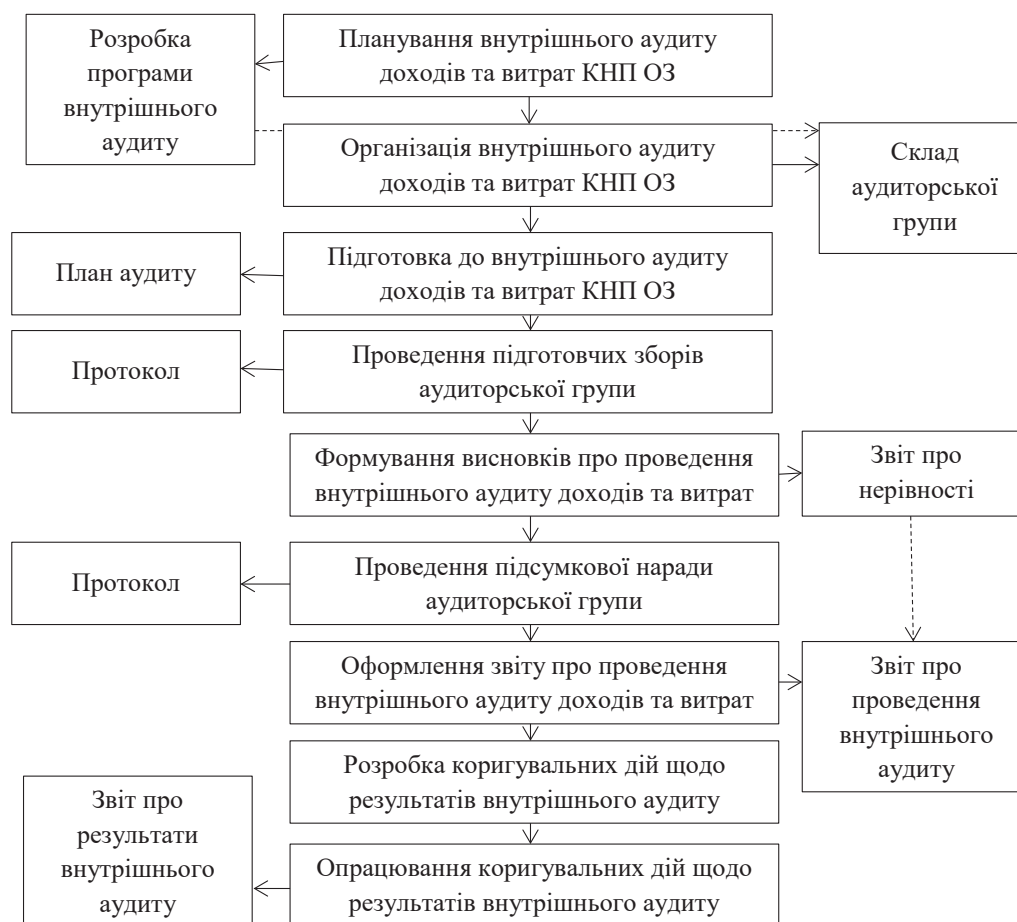 Розробка
програми
внутрішнього
аудиту
Планування внутрішнього аудиту
доходів та витрат КНП ОЗ
Організація внутрішнього аудиту
доходів та витрат КНП ОЗ
Склад
аудиторської
групи
План аудиту
Підготовка до внутрішнього аудиту
доходів та витрат КНП ОЗ
Протокол
Проведення підготовчих зборів
аудиторської групи
Формування висновків про проведення
внутрішнього аудиту доходів та витрат
Звіт про
нерівності
Протокол
Проведення підсумкової наради
аудиторської групи
Оформлення звіту про проведення
внутрішнього аудиту доходів та витрат
Звіт про
проведення
внутрішнього
аудиту
Розробка коригувальних дій щодо
результатів внутрішнього аудиту
Звіт про
результати
внутрішнього
аудиту
Опрацювання коригувальних дій щодо
результатів внутрішнього аудиту